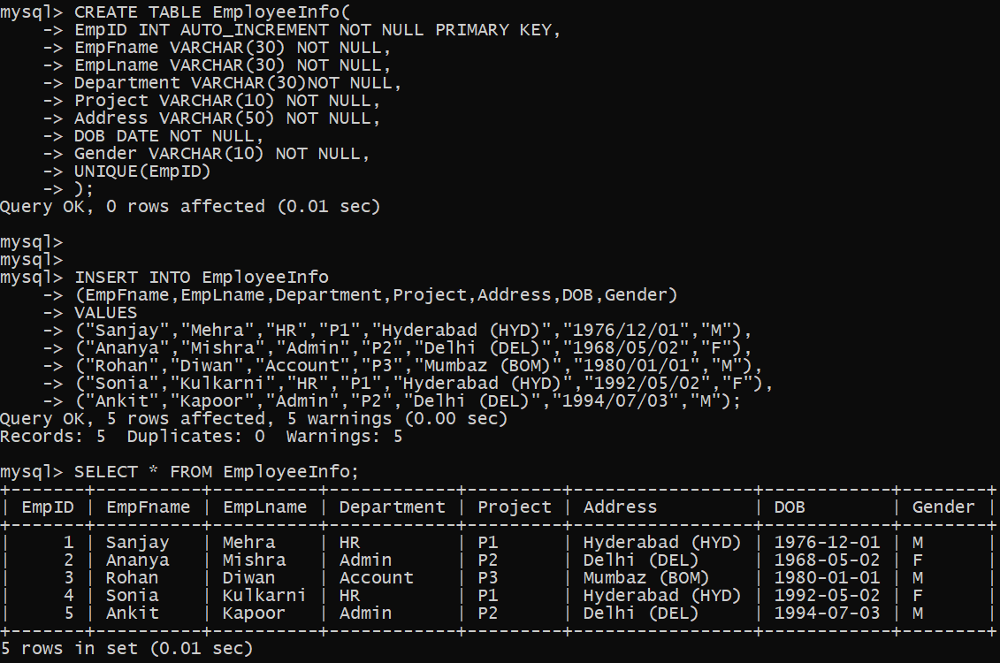 mysql> CREATE TABLE EmployeeInfo(
    -> EmpID INT AUTO_INCREMENT NOT NULL PRIMARY KEY,
    -> EmpFname VARCHAR(30) NOT NULL,
    -> EmpLname VARCHAR(30) NOT NULL,
    -> Department VARCHAR(30)NOT NULL,
    -> Project VARCHAR(10) NOT NULL,
    -> Address VARCHAR(50) NOT NULL,
    -> DOB DATE NOT NULL,
    -> Gender VARCHAR(10) NOT NULL,
    -> UNIQUE(EmpID)
    -> );
Query OK, 0 rows affected (0.01 sec)

mysql>
mysql>
mysql> INSERT INTO EmployeeInfo
    -> (EmpFname,EmpLname,Department,Project,Address,DOB,Gender)
    -> VALUES
    -> ("Sanjay","Mehra","HR","P1","Hyderabad (HYD)","1976/12/01","M"),
    -> ("Ananya","Mishra","Admin","P2","Delhi (DEL)","1968/05/02","F"),
    -> ("Rohan","Diwan","Account","P3","Mumbaz (BOM)","1980/01/01","M"),
    -> ("Sonia","Kulkarni","HR","P1","Hyderabad (HYD)","1992/05/02","F"),
    -> ("Ankit","Kapoor","Admin","P2","Delhi (DEL)","1994/07/03","M");
Query OK, 5 rows affected, 5 warnings (0.00 sec)
Records: 5  Duplicates: 0  Warnings: 5

mysql> SELECT * FROM EmployeeInfo;
+-------+----------+----------+------------+---------+-----------------+------------+--------+
| EmpID | EmpFname | EmpLname | Department | Project | Address         | DOB        | Gender |
+-------+----------+----------+------------+---------+-----------------+------------+--------+
|     1 | Sanjay   | Mehra    | HR         | P1      | Hyderabad (HYD) | 1976-12-01 | M      |
|     2 | Ananya   | Mishra   | Admin      | P2      | Delhi (DEL)     | 1968-05-02 | F      |
|     3 | Rohan    | Diwan    | Account    | P3      | Mumbaz (BOM)    | 1980-01-01 | M      |
|     4 | Sonia    | Kulkarni | HR         | P1      | Hyderabad (HYD) | 1992-05-02 | F      |
|     5 | Ankit    | Kapoor   | Admin      | P2      | Delhi (DEL)     | 1994-07-03 | M      |
+-------+----------+----------+------------+---------+-----------------+------------+--------+
5 rows in set (0.01 sec)